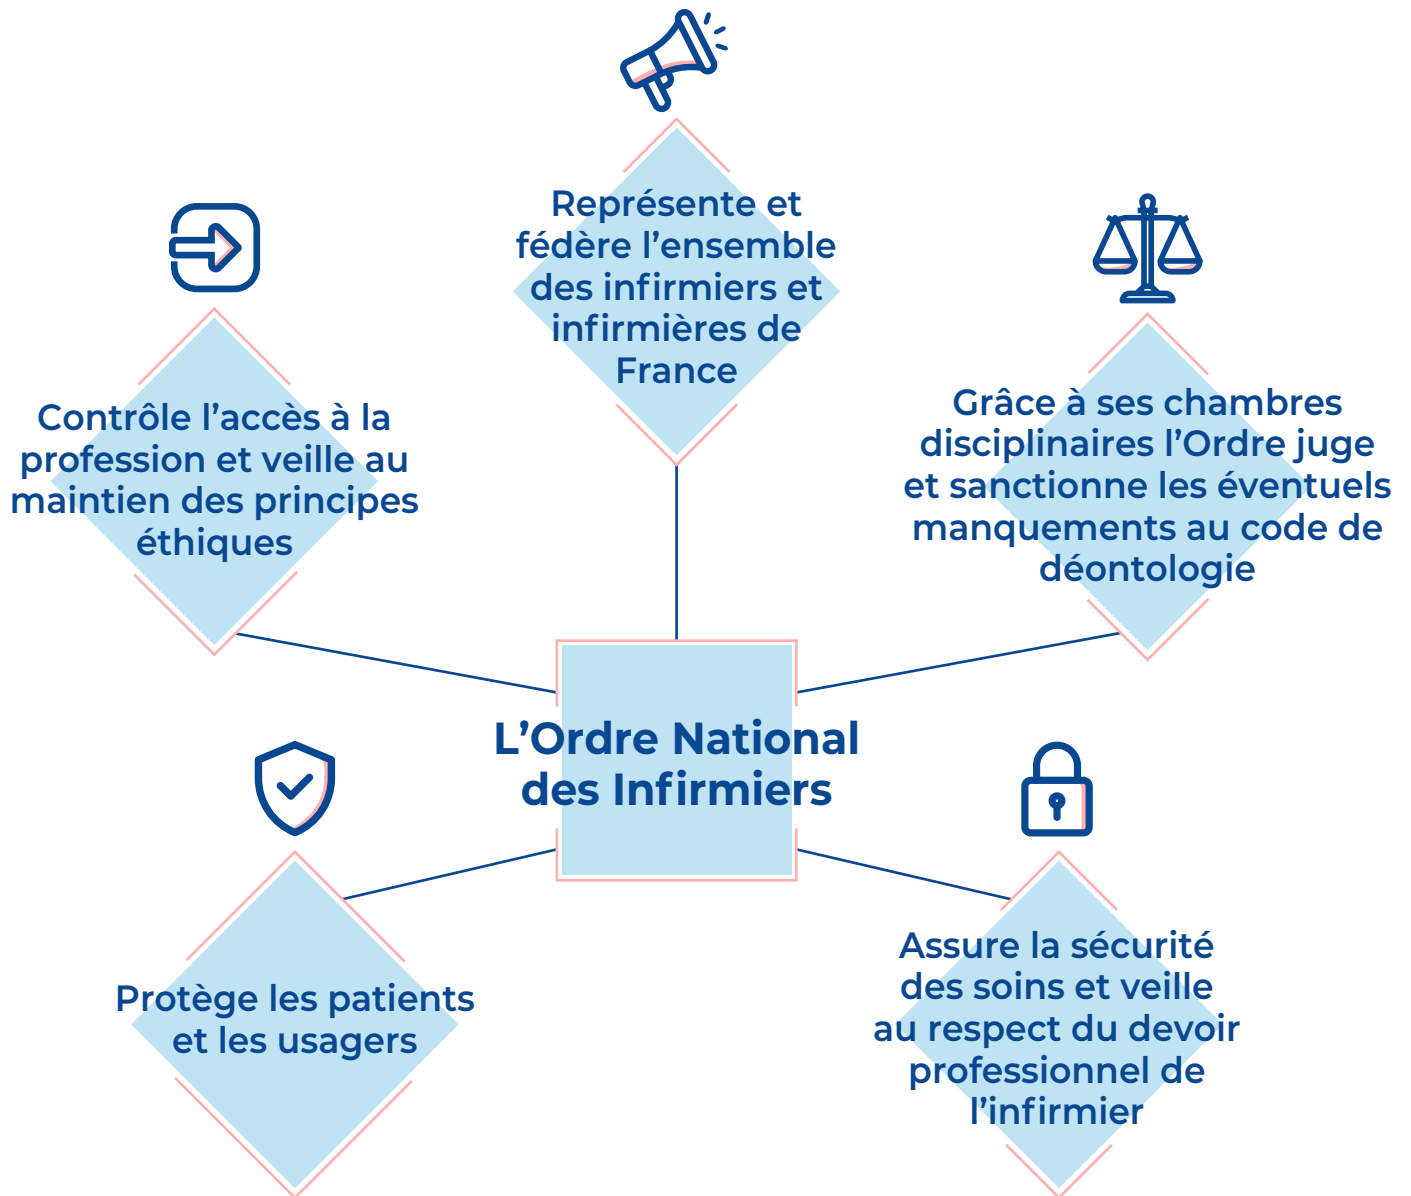 Représente et
fédère l’ensemble
des infirmiers et
infirmières de
France
Contrôle l’accès à la
profession et veille au
maintien des principes
éthiques
Grâce à ses chambres
disciplinaires l’Ordre juge
et sanctionne les éventuels
manquements au code de
déontologie
L’Ordre National
des Infirmiers
Protège les patients
et les usagers
Assure la sécurité
des soins et veille
au respect du devoir
professionnel de
l’infirmier